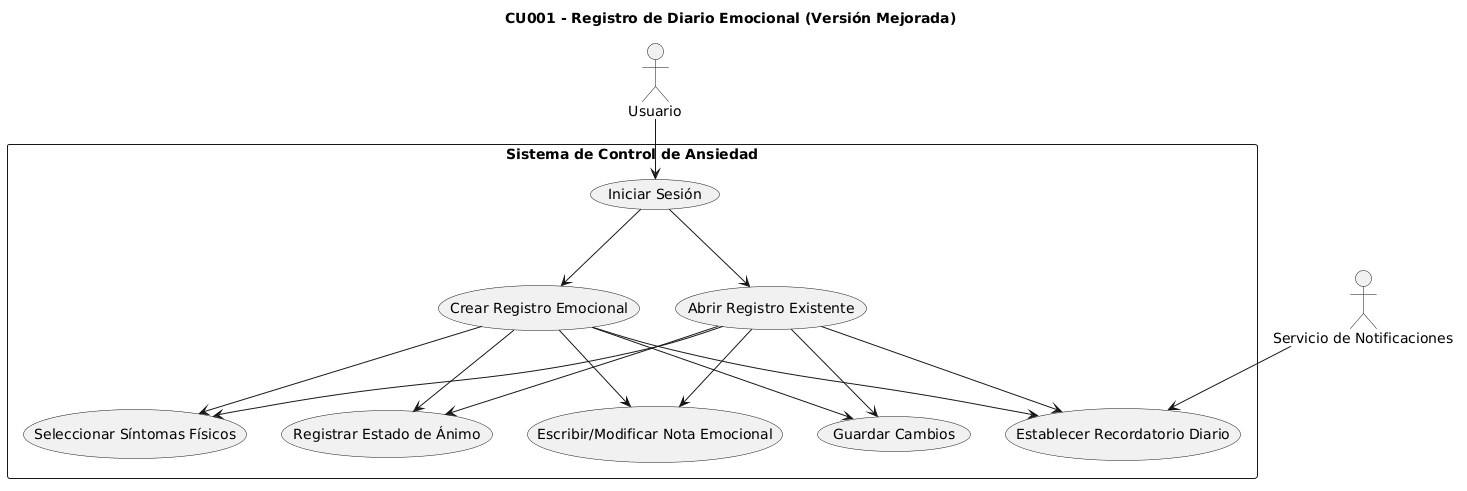 CU001 - Registro de Diario Emocional (Versión Mejorada)
Usuario
Sistema de Control de Ansiedad
Iniciar Sesión
Crear Registro Emocional
Abrir Registro Existente
Servicio de Notificaciones
Seleccionar Síntomas Físicos
Registrar Estado de Ánimo
Escribir/Modificar Nota Emocional
Guardar Cambios
Establecer Recordatorio Diario